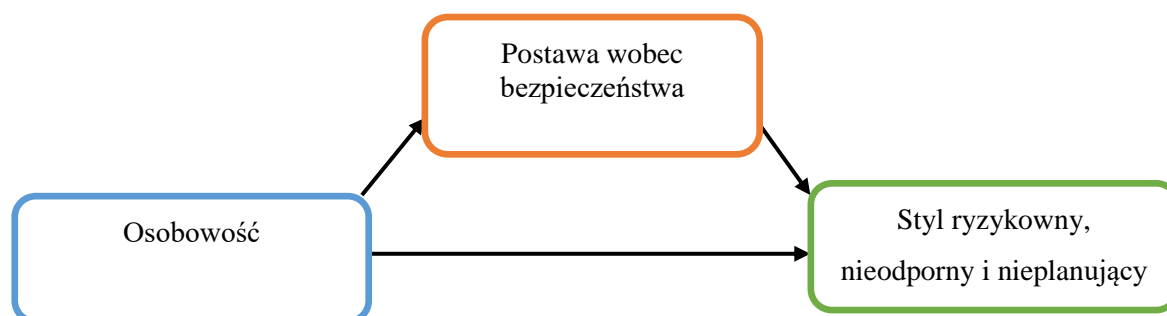 Postawa wobec
bezpieczeństwa
Osobowość
Styl ryzykowny,
nieodporny i nieplanujący